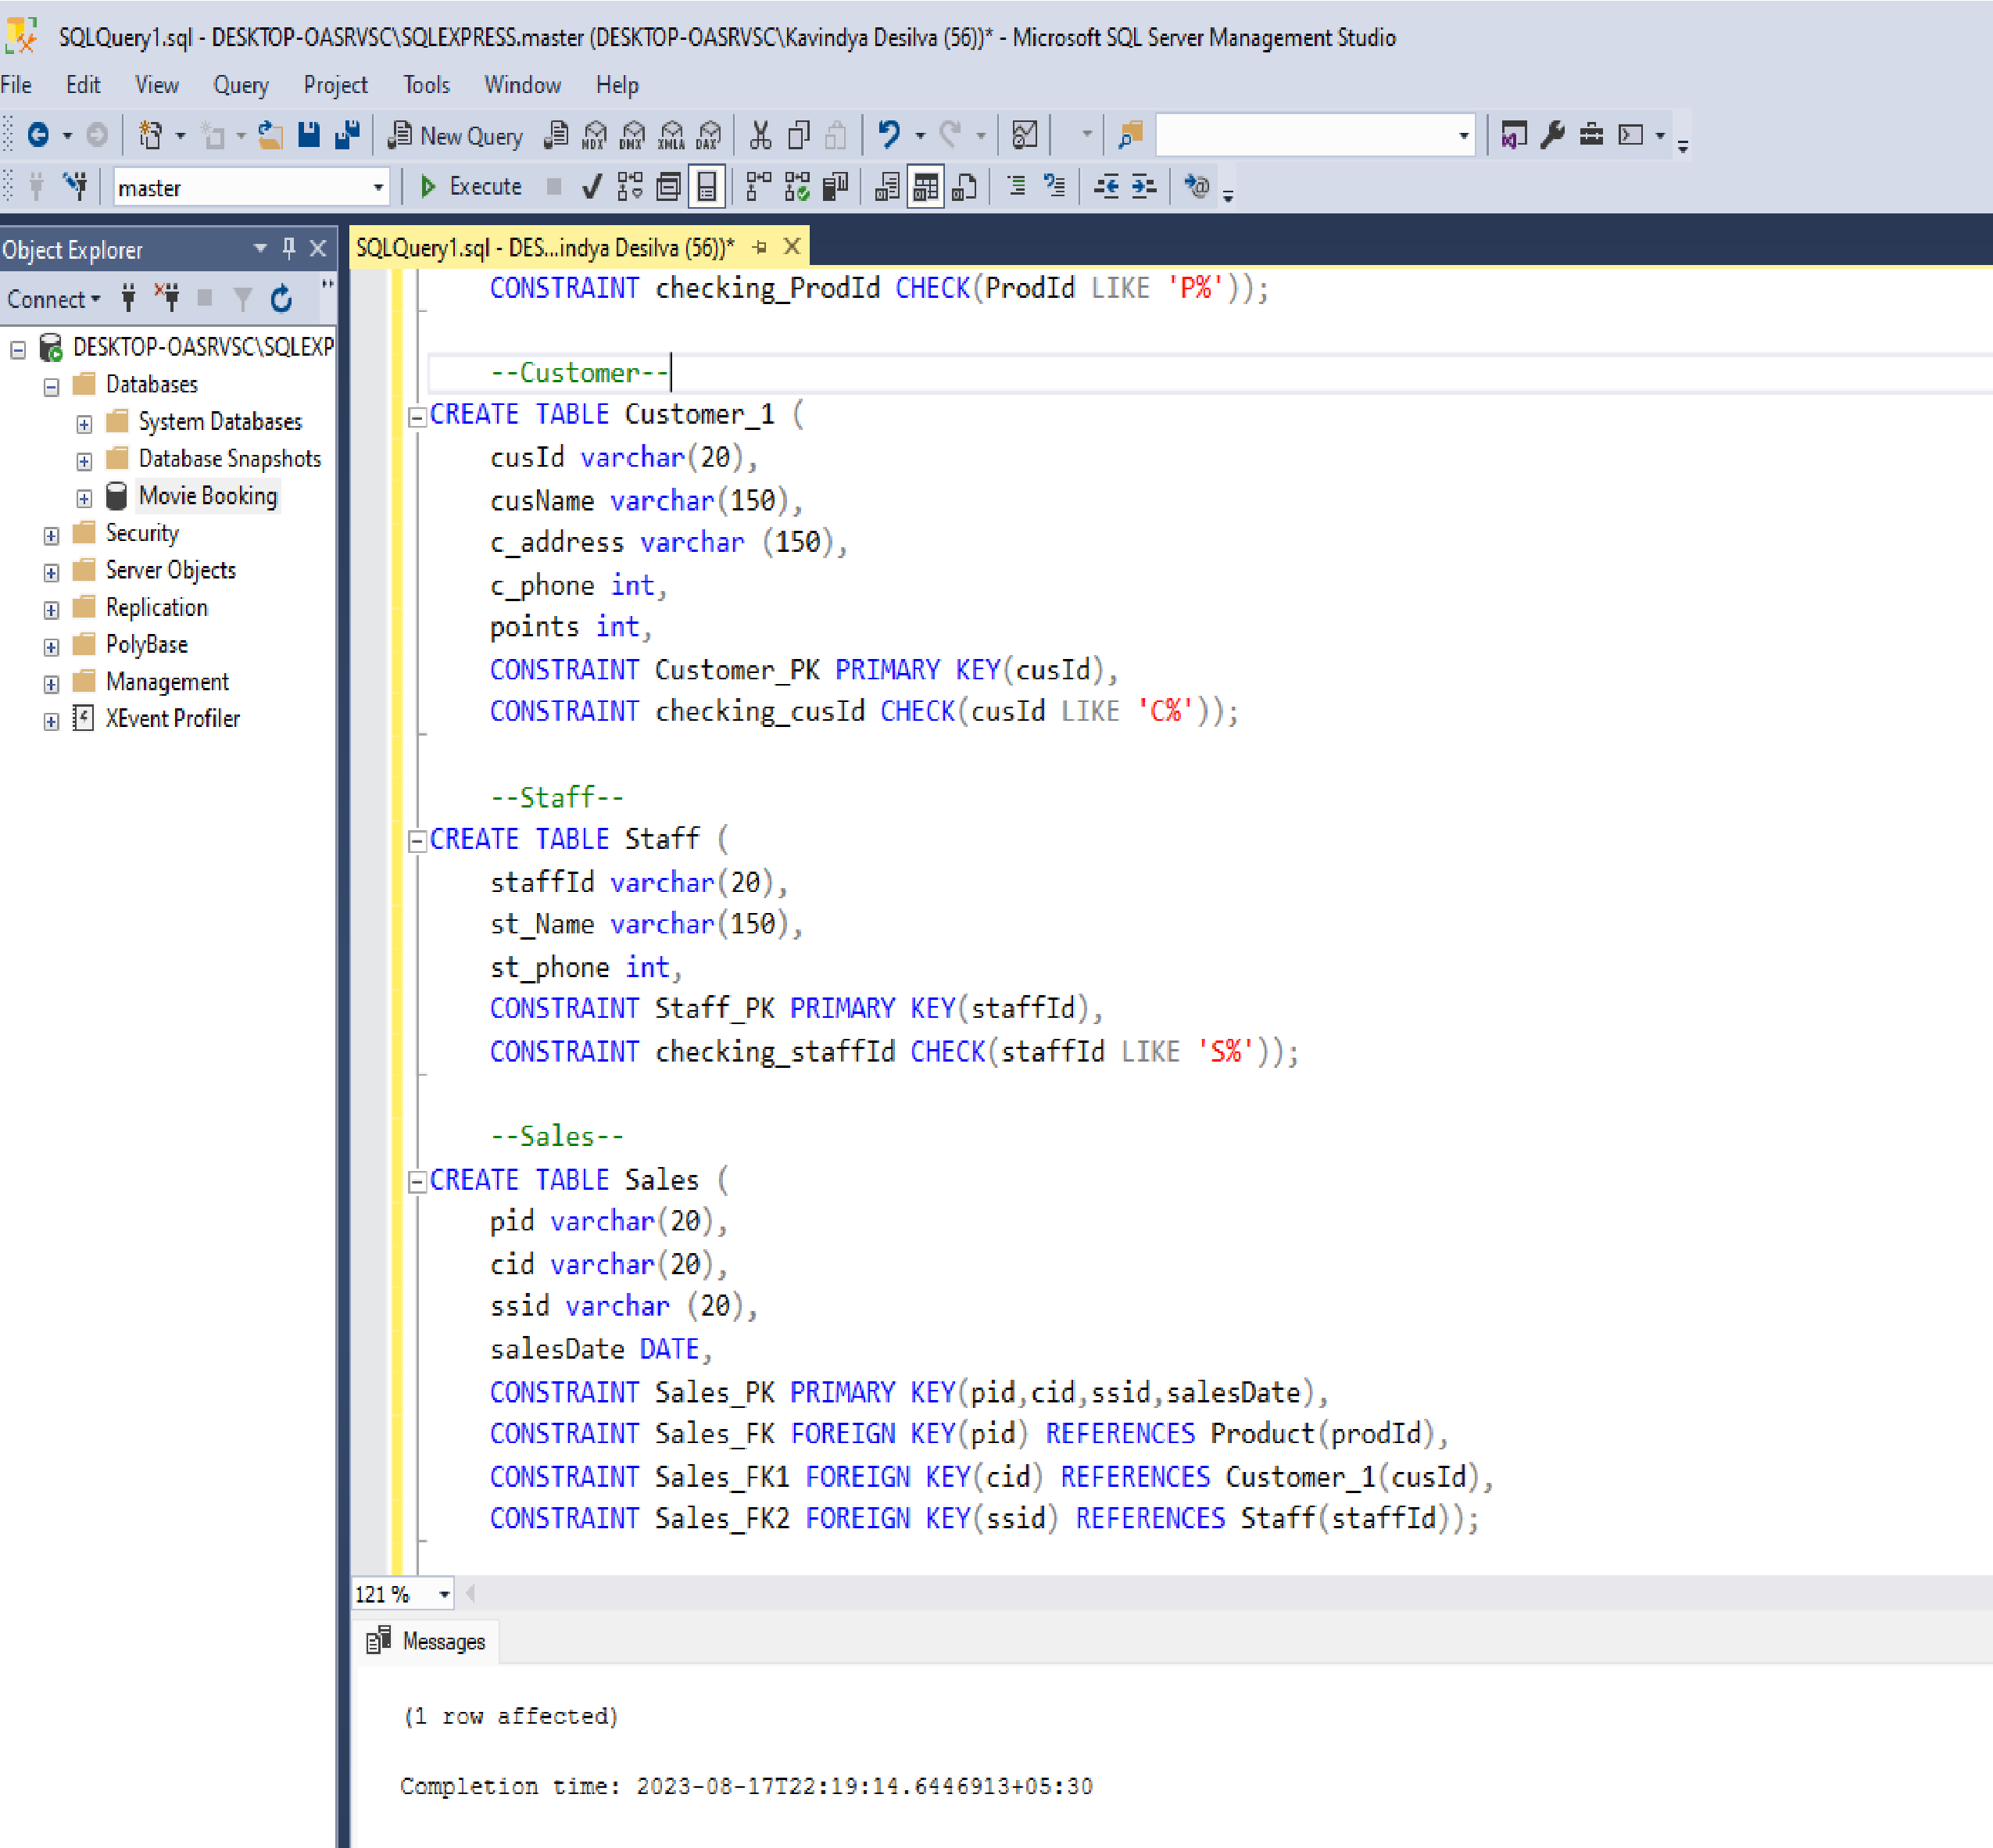 SQLQuery1.sql - DESKTOP-OASRVSC\SQLEXPRESS.master (DESKTOP-OASRVSC\Kavindya Desilva (56))* - Microsoft SQL Server Management Studio
File Edit View Query Project Tools Window Help
New Query MDX DMX XMLA DAX
master Execute
Object Explorer
SQLQuery1.sql - DES...indya Desilva (56))*
Connect
DESKTOP-OASRVSC\SQLEXP
Databases
System Databases
Database Snapshots
Movie Booking
Security
Server Objects
Replication
PolyBase
Management
XEvent Profiler
CONSTRAINT checking_ProdId CHECK(ProdId LIKE 'P%'));
--Customer--
CREATE TABLE Customer_1 (
cusId varchar(20),
cusName varchar(150),
c_address varchar (150),
c_phone int,
points int,
CONSTRAINT Customer_PK PRIMARY KEY(cusId),
CONSTRAINT checking_cusId CHECK(cusId LIKE 'C%'));
--Staff--
CREATE TABLE Staff (
staffId varchar(20),
st_Name varchar(150),
st_phone int,
CONSTRAINT Staff_PK PRIMARY KEY(staffId),
CONSTRAINT checking_staffId CHECK(staffId LIKE 'S%'));
--Sales--
CREATE TABLE Sales (
pid varchar(20),
cid varchar(20),
ssid varchar (20),
salesDate DATE,
CONSTRAINT Sales_PK PRIMARY KEY(pid,cid,ssid,salesDate),
CONSTRAINT Sales_FK FOREIGN KEY(pid) REFERENCES Product(prodId),
CONSTRAINT Sales_FK1 FOREIGN KEY(cid) REFERENCES Customer_1(cusId),
CONSTRAINT Sales_FK2 FOREIGN KEY(ssid) REFERENCES Staff(staffId));
121 %
Messages
(1 row affected)
Completion time: 2023-08-17T22:19:14.6446913+05:30